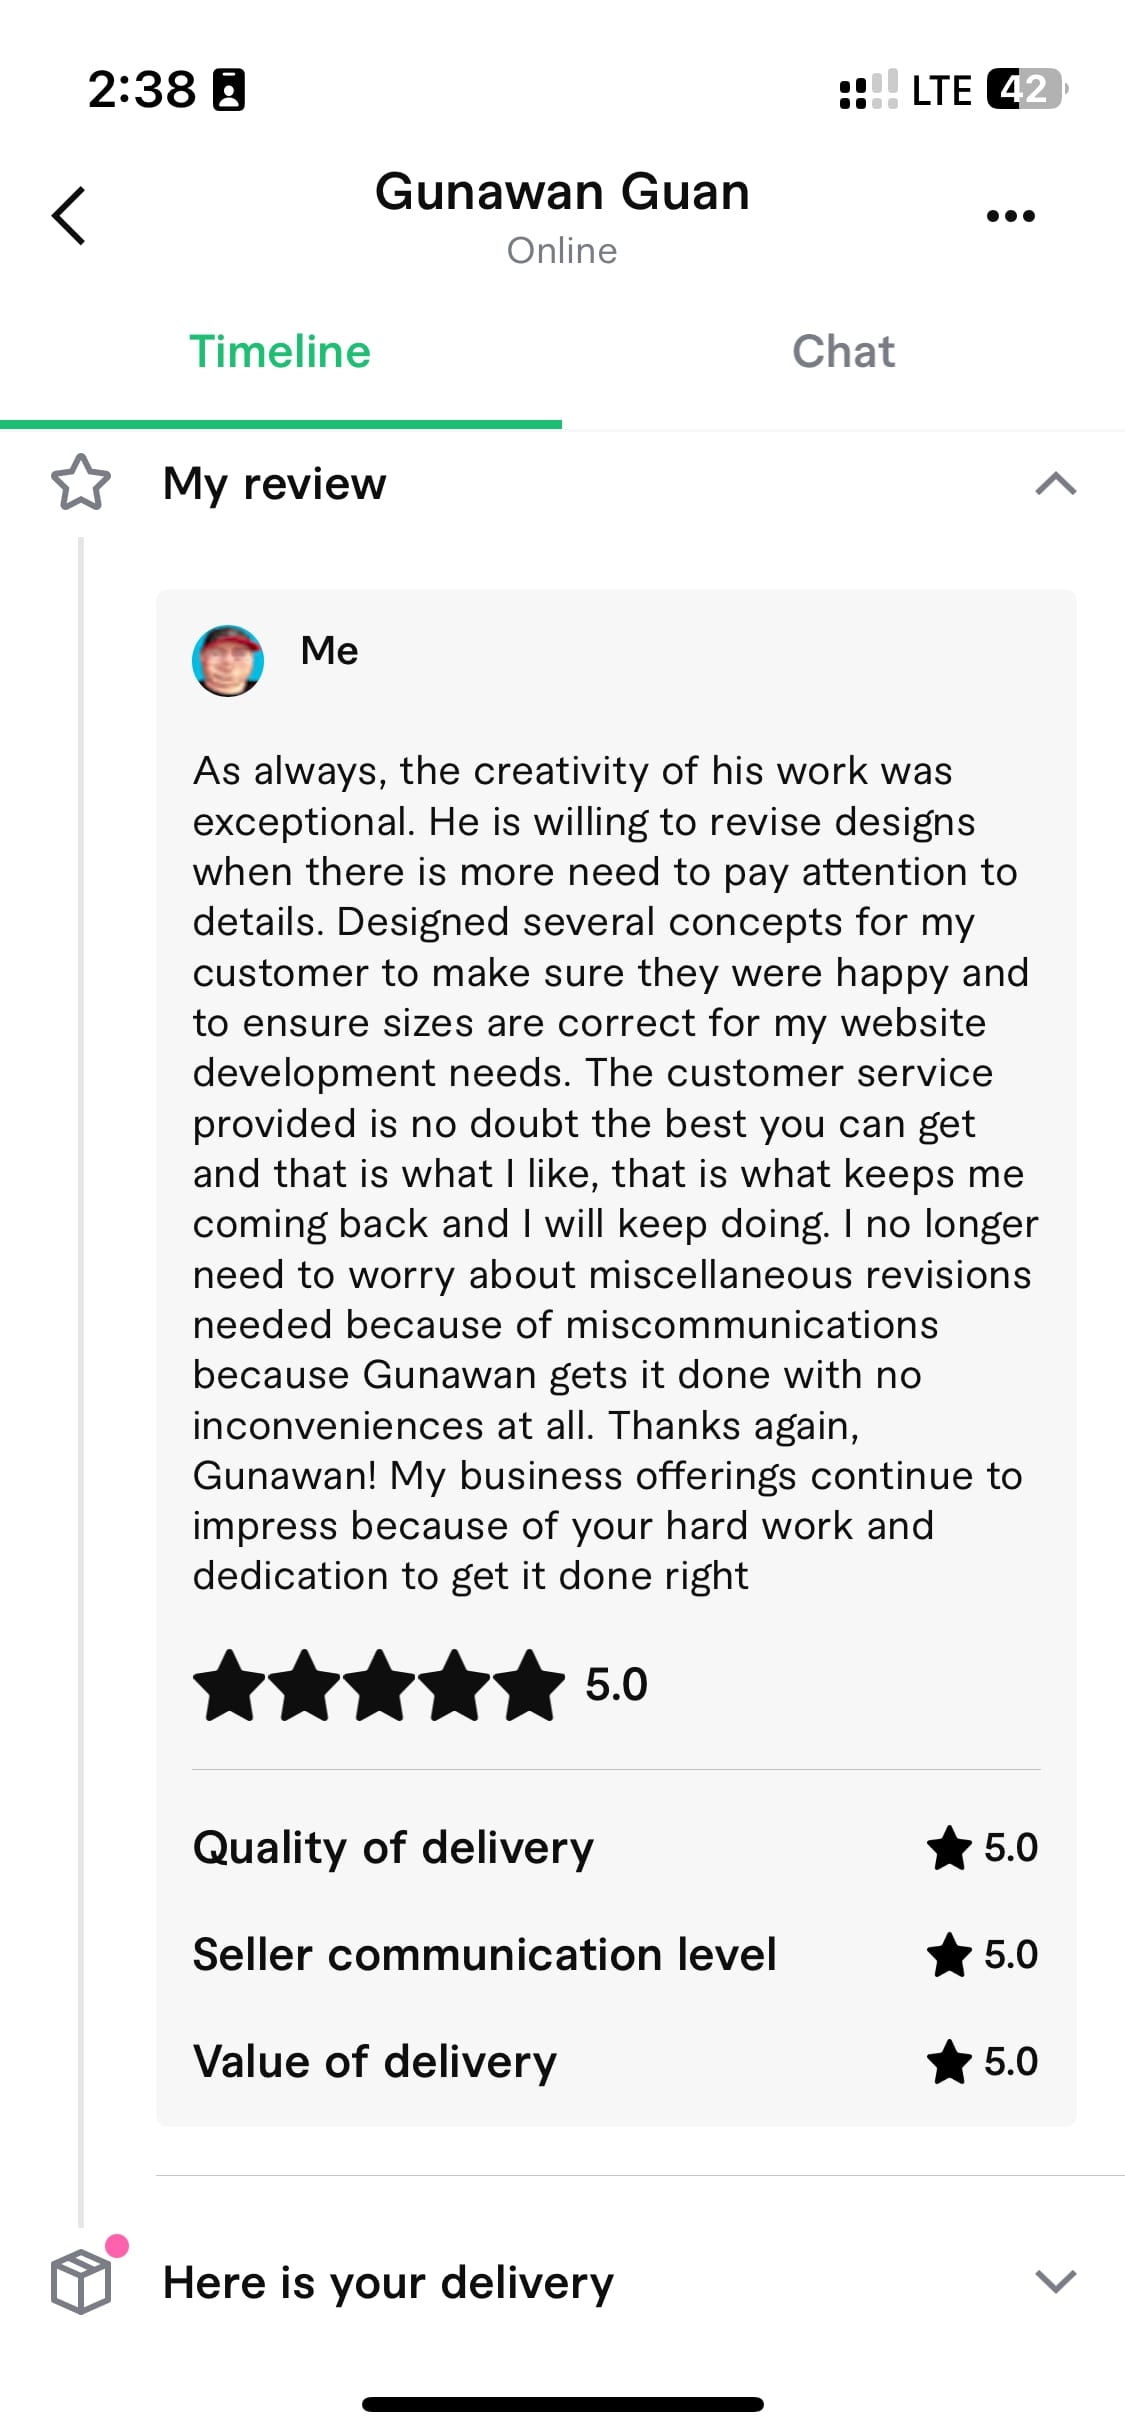 2:38
LTE 42
Gunawan Guan
Online
Timeline
Chat
My review
Me
As always, the creativity of his work was
exceptional. He is willing to revise designs
when there is more need to pay attention to
details. Designed several concepts for my
customer to make sure they were happy and
to ensure sizes are correct for my website
development needs. The customer service
provided is no doubt the best you can get
and that is what I like, that is what keeps me
coming back and I will keep doing. I no longer
need to worry about miscellaneous revisions
needed because of miscommunications
because Gunawan gets it done with no
inconveniences at all. Thanks again,
Gunawan! My business offerings continue to
impress because of your hard work and
dedication to get it done right
5.0
Quality of delivery 5.0
Seller communication level 5.0
Value of delivery 5.0
Here is your delivery